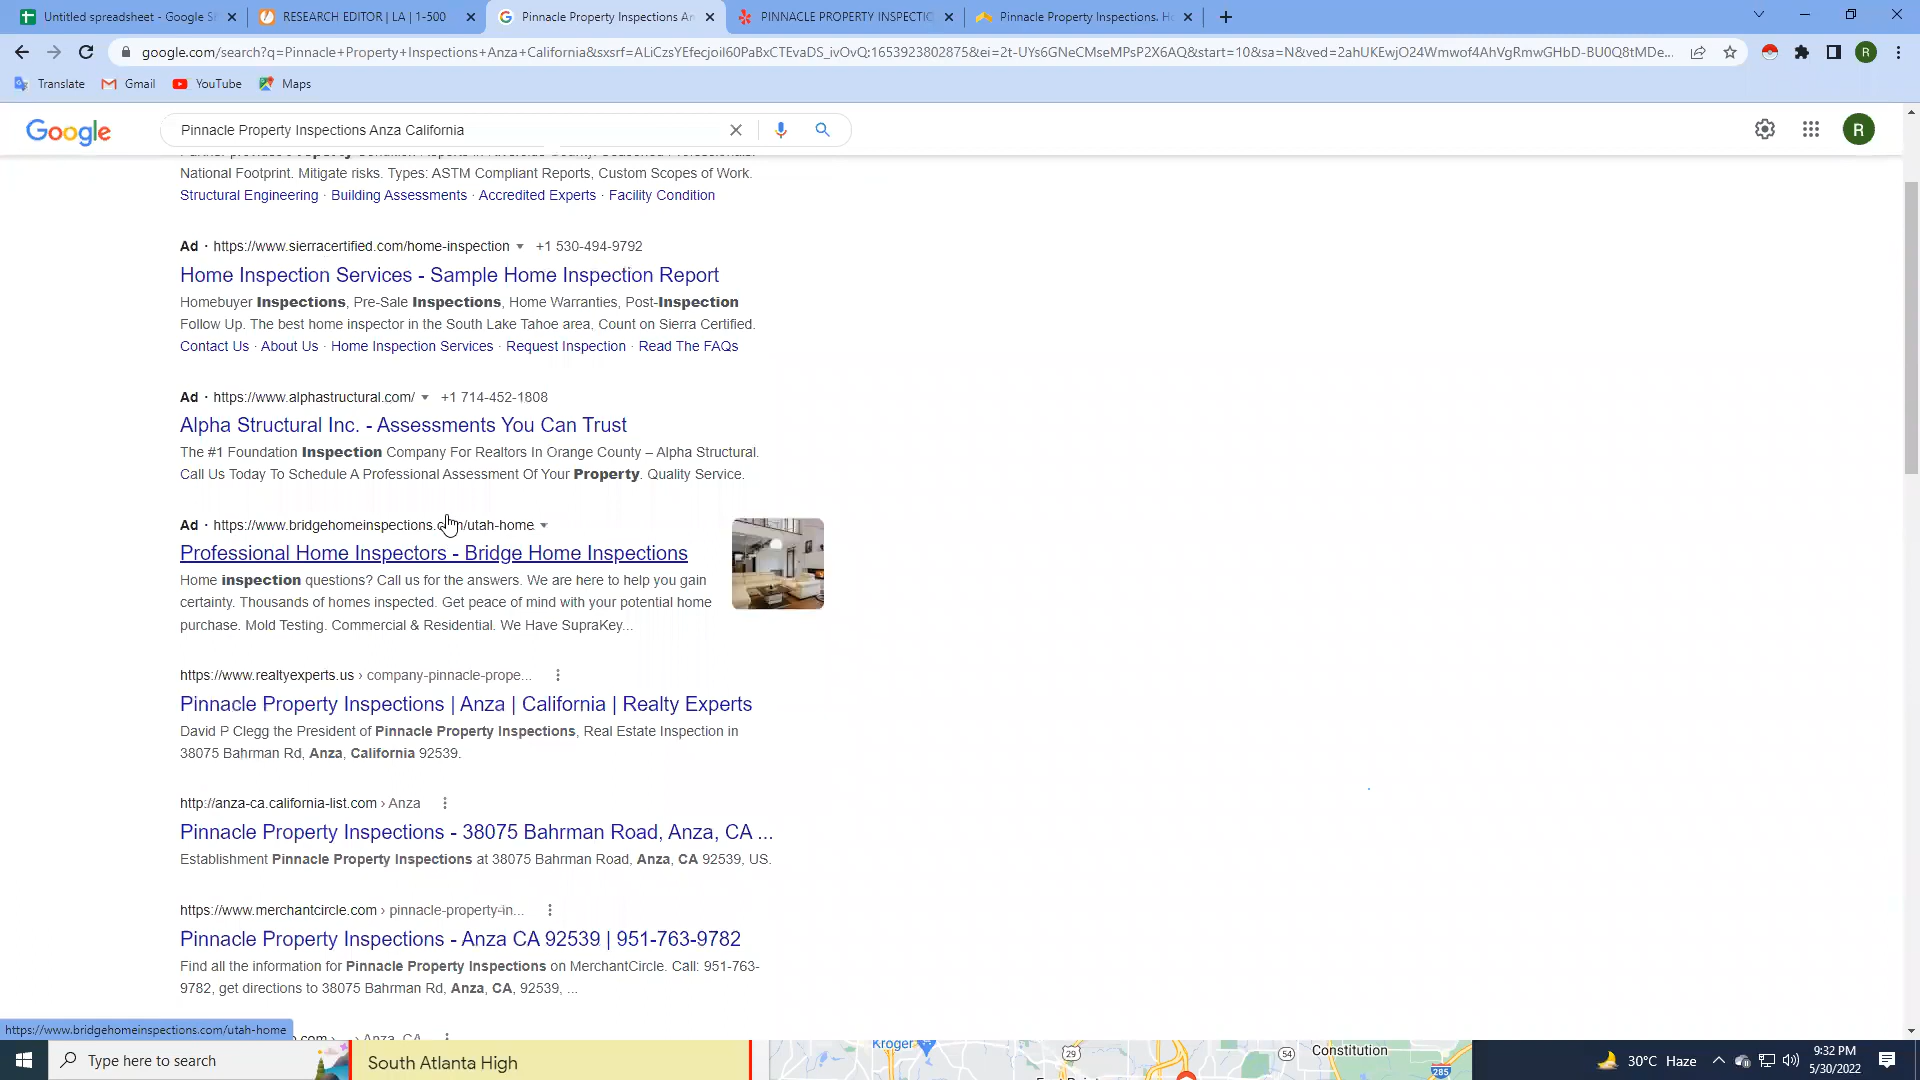 Untitled spreadsheet - Google S
RESEARCH EDITOR | LA | 1-500
Pinnacle Property Inspections An
PINNACLE PROPERTY INSPECTIO
Pinnacle Property Inspections. Ho
google.com/search?q=Pinnacle+Property+Inspections+Anza+California&sxsrf=ALiCzsYEfecjoil60PaBxCTEvaDS_ivOvQ:1653923802875&ei=2t-UYs6GNeCMseMPsP2X6AQ&start=10&sa=N&ved=2ahUKEwjO24Wmwof4AhVgRmwGHbD-BU0Q8tMDe...
R
Translate
Gmail
YouTube
Maps
Google
Pinnacle Property Inspections Anza California
R
National Footprint. Mitigate risks. Types: ASTM Compliant Reports, Custom Scopes of Work.
Structural Engineering · Building Assessments · Accredited Experts · Facility Condition
Ad · https://www.sierracertified.com/home-inspection +1 530-494-9792
Home Inspection Services - Sample Home Inspection Report
Homebuyer Inspections, Pre-Sale Inspections, Home Warranties, Post-Inspection
Follow Up. The best home inspector in the South Lake Tahoe area. Count on Sierra Certified.
Contact Us · About Us · Home Inspection Services · Request Inspection · Read The FAQs
Ad · https://www.alphastructural.com/ +1 714-452-1808
Alpha Structural Inc. - Assessments You Can Trust
The #1 Foundation Inspection Company For Realtors In Orange County – Alpha Structural.
Call Us Today To Schedule A Professional Assessment Of Your Property. Quality Service.
Ad · https://www.bridgehomeinspections.com/utah-home
Professional Home Inspectors - Bridge Home Inspections
Home inspection questions? Call us for the answers. We are here to help you gain
certainty. Thousands of homes inspected. Get peace of mind with your potential home
purchase. Mold Testing. Commercial & Residential. We Have SupraKey...
https://www.realtyexperts.us › company-pinnacle-prope...
Pinnacle Property Inspections | Anza | California | Realty Experts
David P Clegg the President of Pinnacle Property Inspections, Real Estate Inspection in
38075 Bahrman Rd, Anza, California 92539.
http://anza-ca.california-list.com › Anza
Pinnacle Property Inspections - 38075 Bahrman Road, Anza, CA ...
Establishment Pinnacle Property Inspections at 38075 Bahrman Road, Anza, CA 92539, US.
https://www.merchantcircle.com › pinnacle-property-in...
Pinnacle Property Inspections - Anza CA 92539 | 951-763-9782
Find all the information for Pinnacle Property Inspections on MerchantCircle. Call: 951-763-
9782, get directions to 38075 Bahrman Rd, Anza, CA, 92539, ...
https://www.bridgehomeinspections.com/utah-home
Type here to search
South Atlanta High
Kroger
29
54
Constitution
285
30°C Haze
9:32 PM
5/30/2022